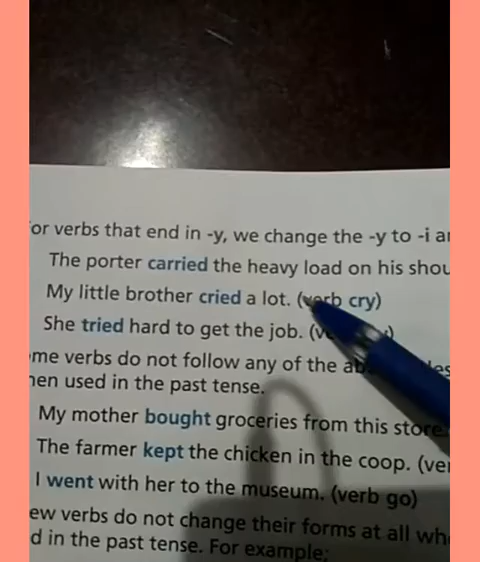 or verbs that end in -y, we change the -y to -i
The porter carried the heavy load on his
My little brother cried a lot. (verb cry)
She tried hard to get the job.
me verbs do not follow any of the
hen used in the past tense.
My mother bought groceries from this store.
The farmer kept the chicken in the coop.
I went with her to the museum. (verb go)
ew verbs do not change their forms at all
d in the past tense. For example: